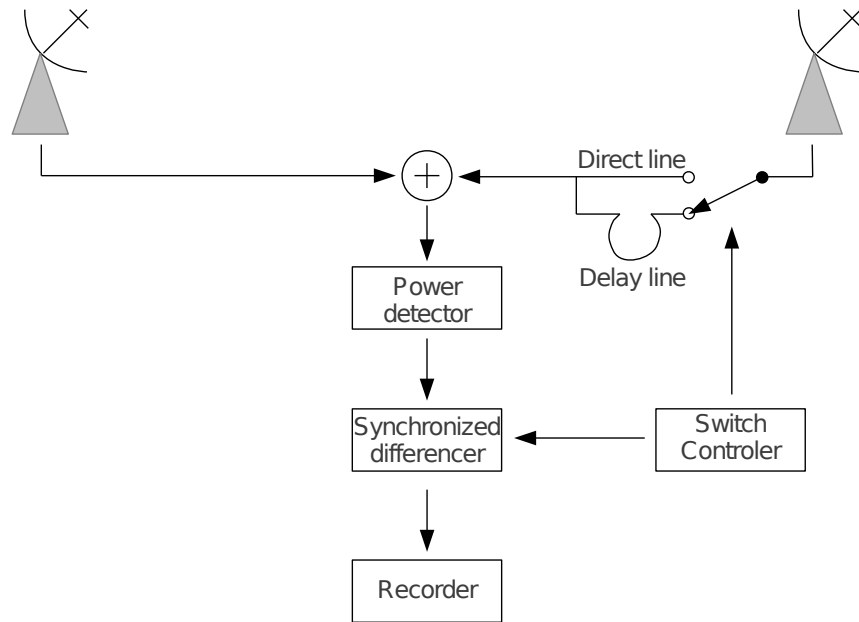 Direct line
Delay line
Power
detector
Synchronized
differencer
Switch
Controler
Recorder